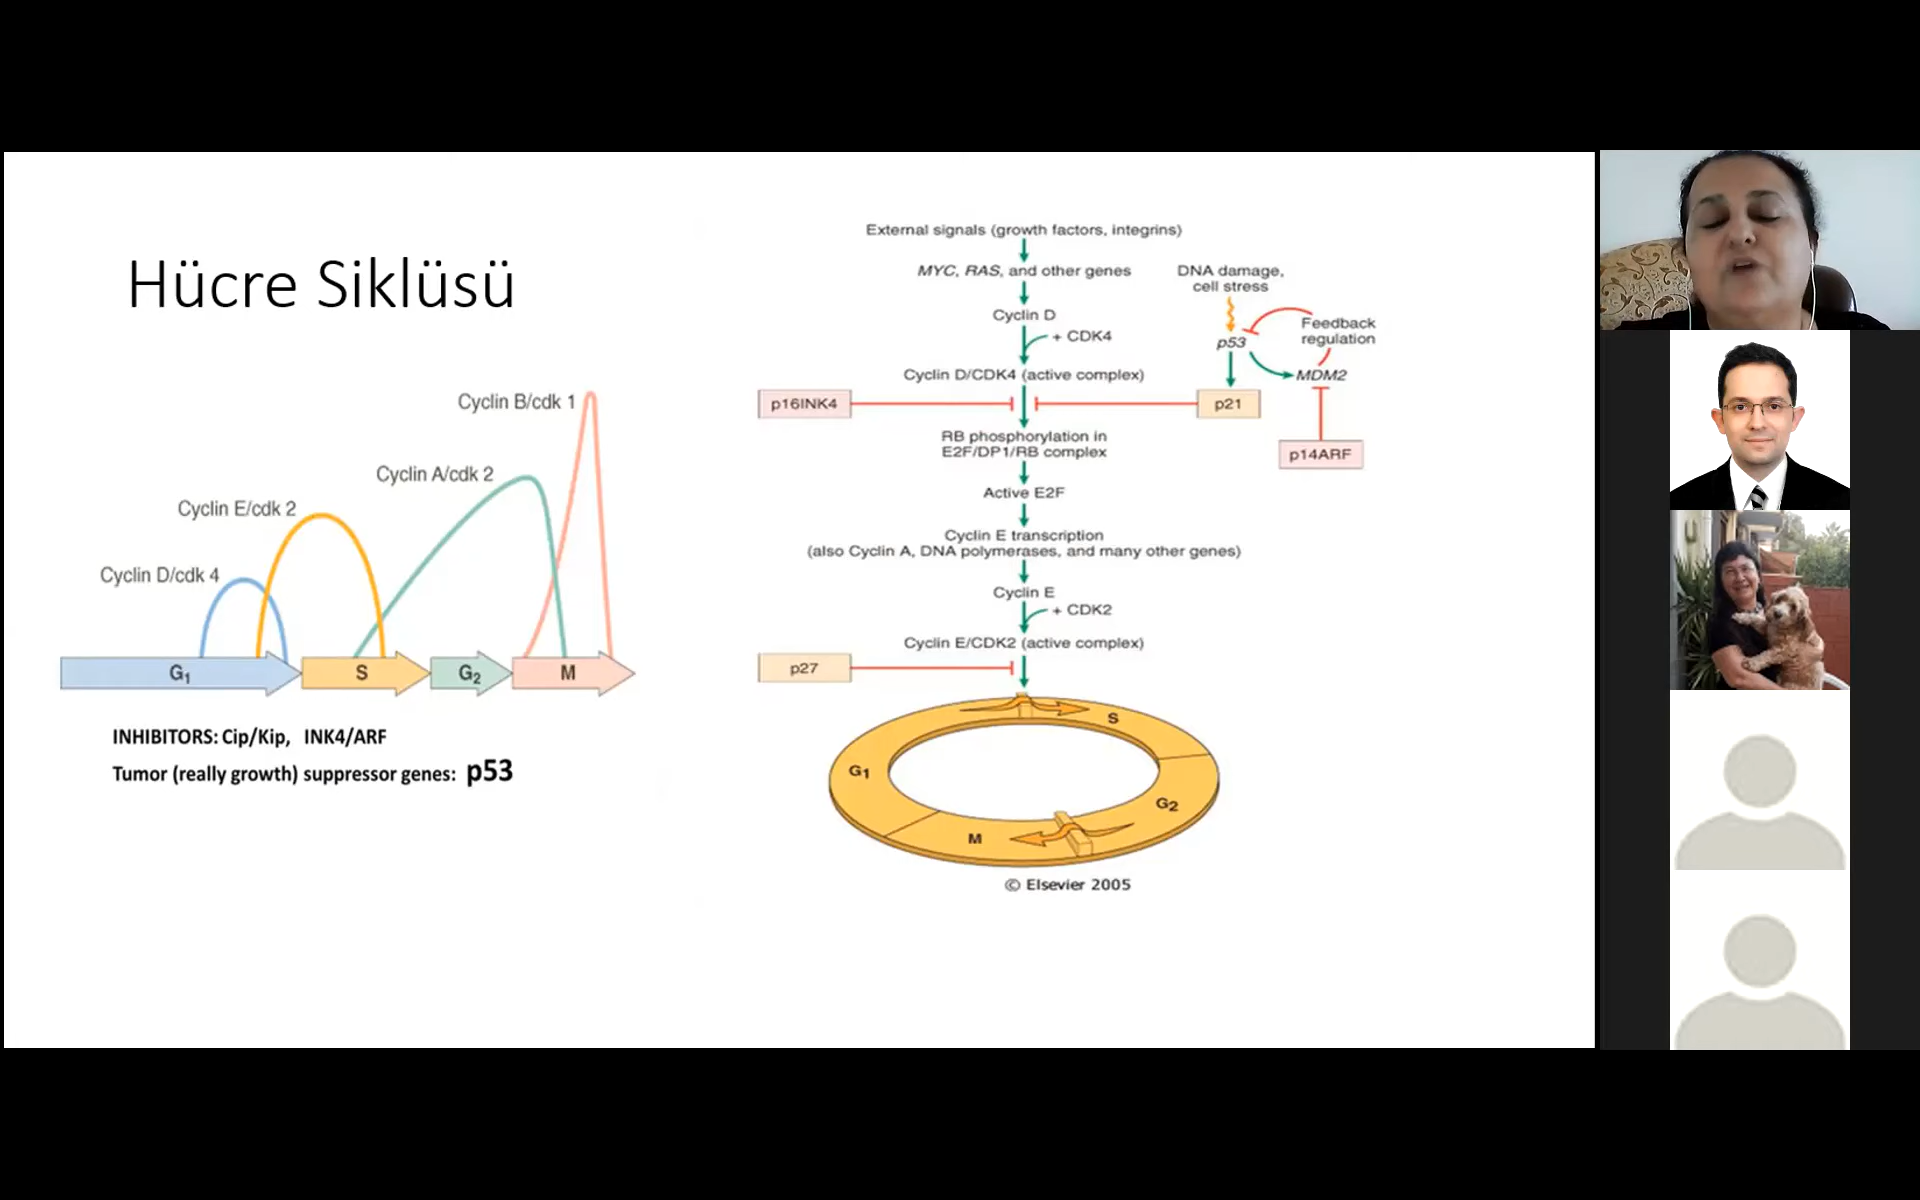 Hücre Siklüsü
Cyclin B/cdk 1
Cyclin A/cdk 2
Cyclin E/cdk 2
Cyclin D/cdk 4
G₁
S
G₂
M
INHIBITORS: Cip/Kip, INK4/ARF
Tumor (really growth) suppressor genes: p53
External signals (growth factors, integrins)
MYC, RAS, and other genes
Cyclin D
+ CDK4
Cyclin D/CDK4 (active complex)
DNA damage,
cell stress
p53
Feedback
regulation
MDM2
p16INK4
p21
p14ARF
RB phosphorylation in
E2F/DP1/RB complex
Active E2F
Cyclin E transcription
(also Cyclin A, DNA polymerases, and many other genes)
Cyclin E
+ CDK2
Cyclin E/CDK2 (active complex)
p27
S
G₁
G₂
M
© Elsevier 2005